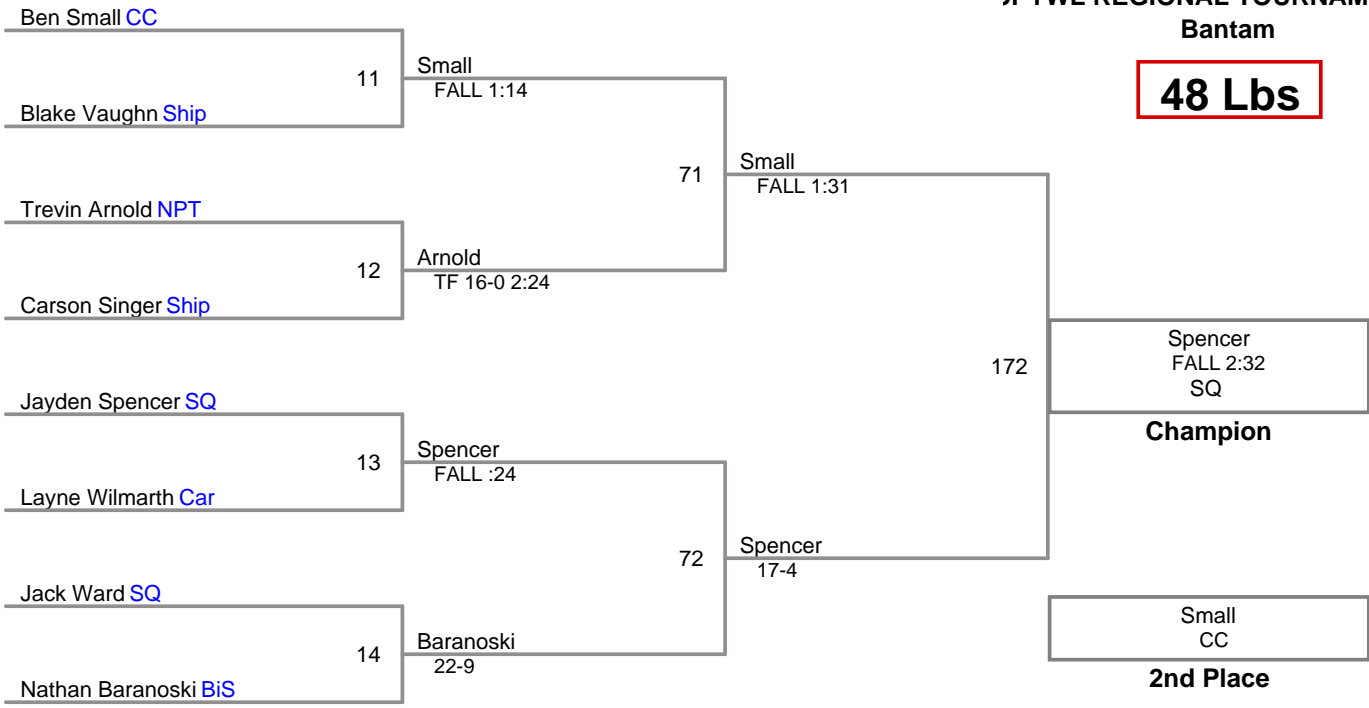 Ben Small CC
TWL REGIONAL
Bantam
48 Lbs
11
Small
FALL 1:14
Blake Vaughn Ship
71
Small
FALL 1:31
Trevin Arnold NPT
12
Arnold
TF 16-0 2:24
Carson Singer Ship
172
Spencer
FALL 2:32
SQ
Champion
Jayden Spencer SQ
13
Spencer
FALL :24
Layne Wilmarth Car
72
Spencer
17-4
Jack Ward SQ
14
Baranoski
22-9
Nathan Baranoski BiS
Small
CC
2nd Place